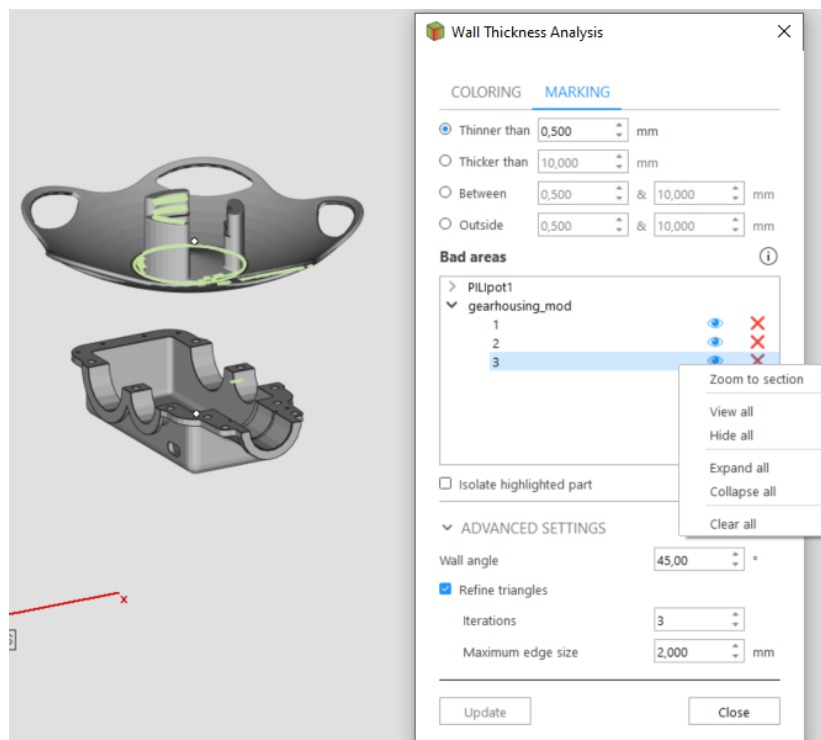 Wall Thickness Analysis
COLORING MARKING
Thinner than 0,500 mm
Thicker than 10,000 mm
Between 0,500 & 10,000 mm
Outside 0,500 & 10,000 mm
Bad areas
PILIpot1
gearhousing_mod
1
2
3
Zoom to section
View all
Hide all
Expand all
Collapse all
Clear all
Isolate highlighted part
ADVANCED SETTINGS
Wall angle 45,00 °
Refine triangles
Iterations 3
Maximum edge size 2,000 mm
Update Close
x